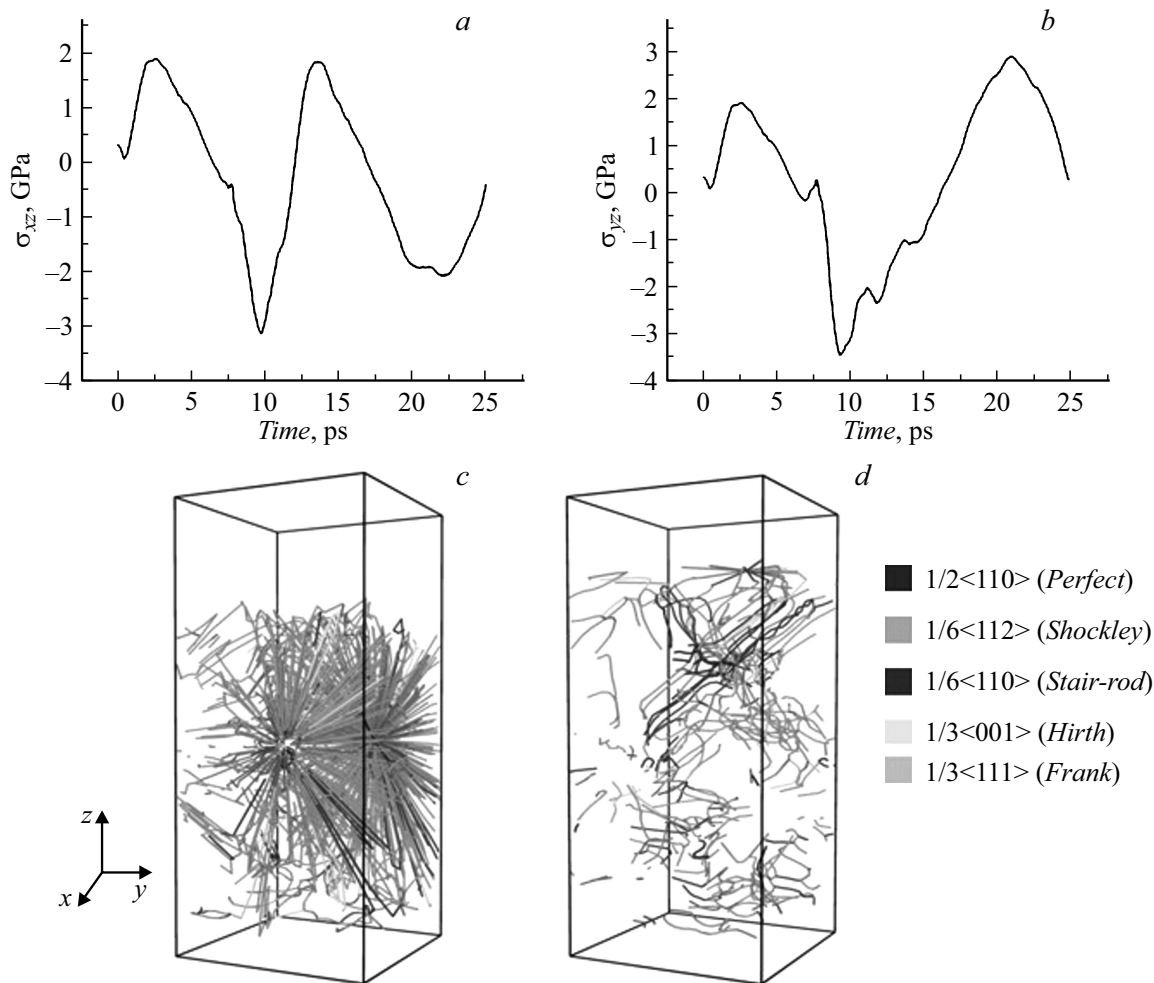 a
2
1
0
−1
−2
−3
−4
σxz, GPa
0
5
10
15
20
25
Time, ps
b
3
2
1
0
−1
−2
−3
−4
σyz, GPa
0
5
10
15
20
25
Time, ps
c
z
x
y
d
1/2<110> (Perfect)
1/6<112> (Shockley)
1/6<110> (Stair-rod)
1/3<001> (Hirth)
1/3<111> (Frank)